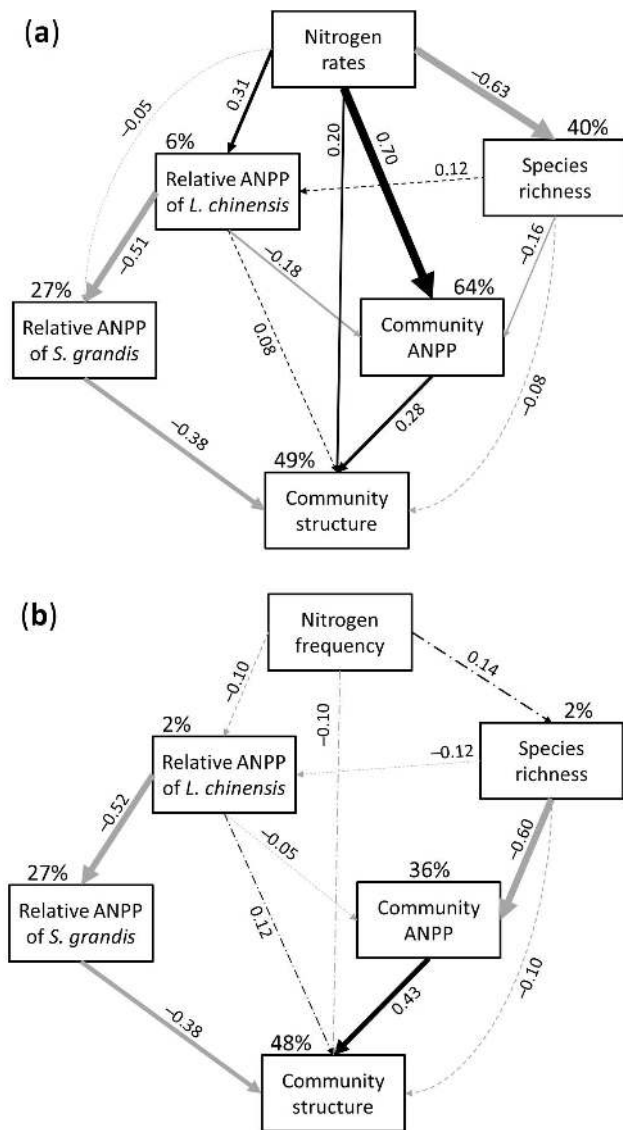 (a)
Nitrogen
rates
−0.05
0.31
0.20
0.70
−0.63
6%
40%
Relative ANPP
of L. chinensis
0.12
Species
richness
−0.51
−0.18
−0.16
27%
64%
Relative ANPP
of S. grandis
0.08
Community
ANPP
−0.08
−0.38
0.28
49%
Community
structure
(b)
Nitrogen
frequency
−0.10
−0.10
0.14
2%
2%
Relative ANPP
of L. chinensis
−0.12
Species
richness
−0.52
−0.05
−0.60
27%
36%
Relative ANPP
of S. grandis
0.12
Community
ANPP
−0.10
−0.38
0.43
48%
Community
structure